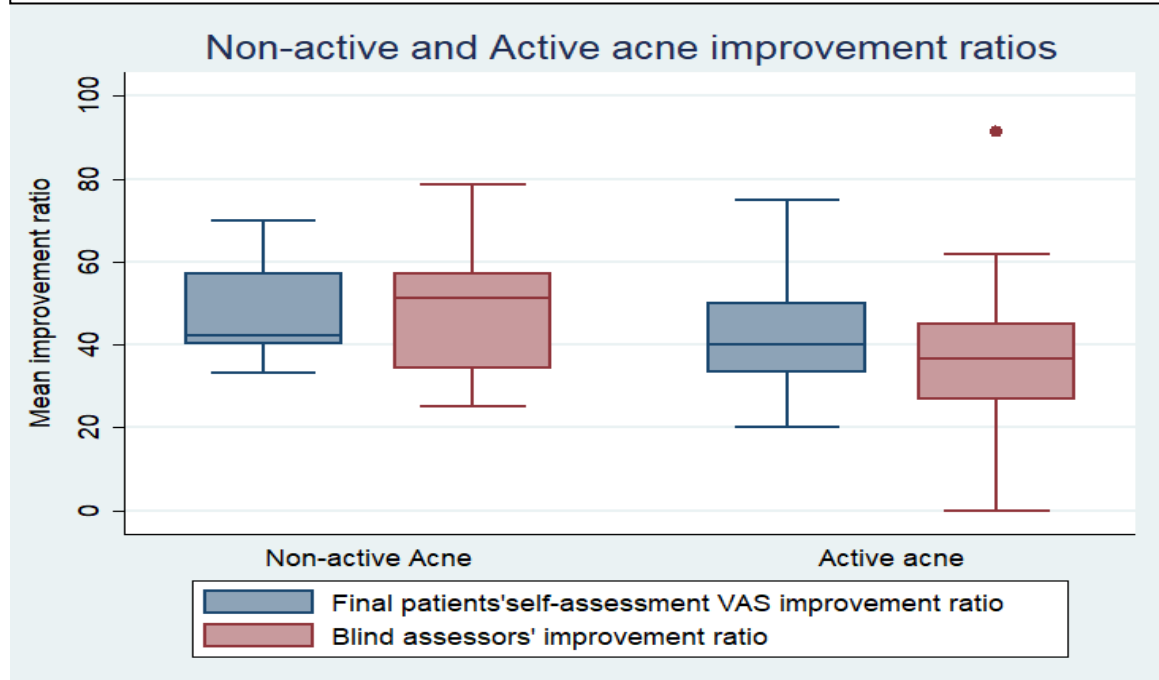 Non-active and Active acne improvement ratios
Mean improvement ratio
100
80
60
40
20
0
Non-active Acne Active acne
Final patients'self-assessment VAS improvement ratio
Blind assessors' improvement ratio